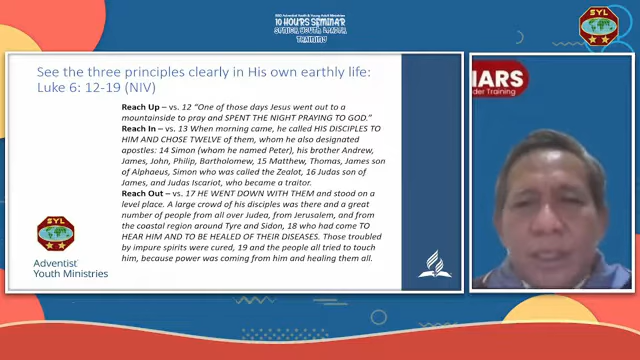 10 HOURS SEMINAR
SENIOR YOUTH LEADER
TRAINING
SYL
See the three principles clearly in His own earthly life:
Luke 6: 12-19 (NIV)
Reach Up – vs. 12 "One of those days Jesus went out to a
mountainside to pray and SPENT THE NIGHT PRAYING TO GOD."
Reach In – vs. 13 When morning came, he called HIS DISCIPLES TO
HIM AND CHOSE TWELVE of them, whom he also designated
apostles: 14 Simon (whom he named Peter), his brother Andrew,
James, John, Philip, Bartholomew, 15 Matthew, Thomas, James son
of Alphaeus, Simon who was called the Zealot, 16 Judas son of
James, and Judas Iscariot, who became a traitor.
Reach Out – vs. 17 HE WENT DOWN WITH THEM and stood on a
level place. A large crowd of his disciples was there and a great
number of people from all over Judea, from Jerusalem, and from
the coastal region around Tyre and Sidon, 18 who had come TO
HEAR HIM AND TO BE HEALED OF THEIR DISEASES. Those troubled
by impure spirits were cured, 19 and the people all tried to touch
him, because power was coming from him and healing them all.
SYL
Adventist
Youth Ministries
NARS
der Training